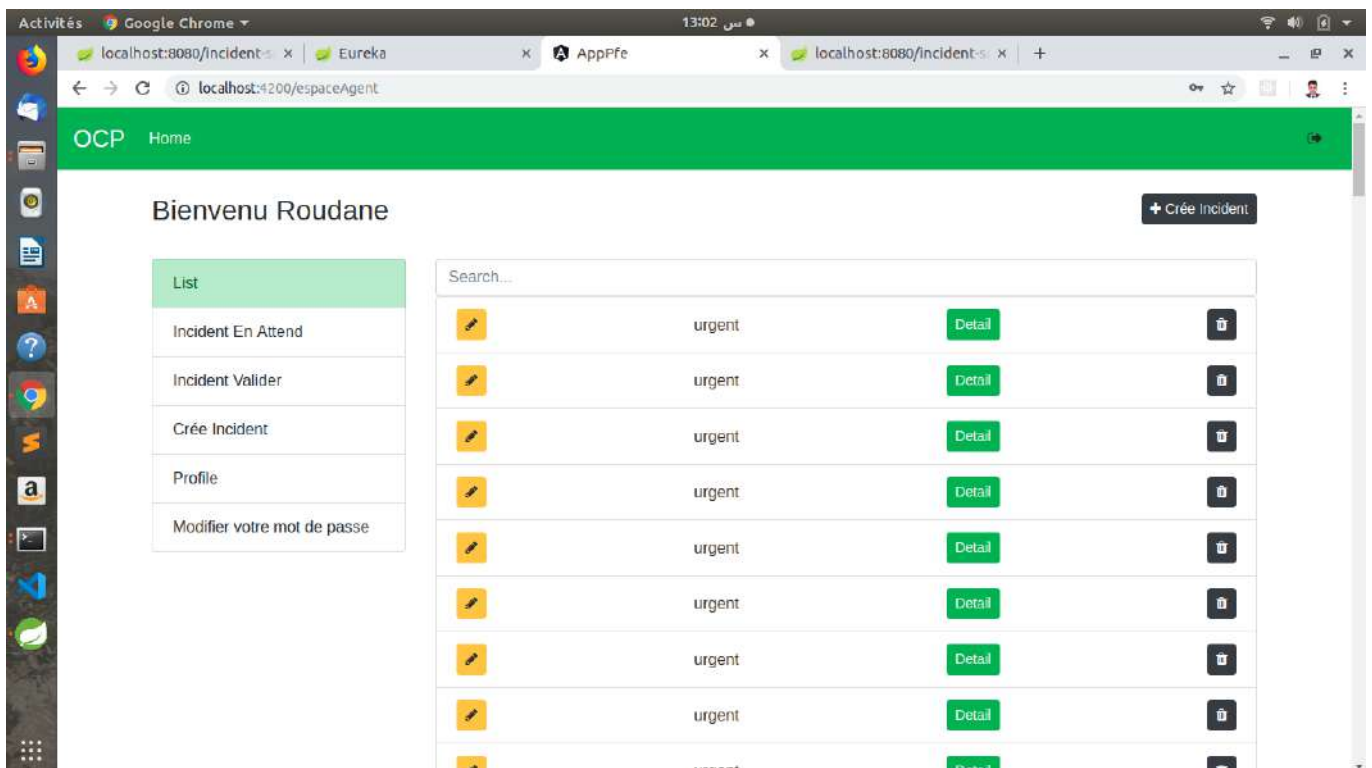 Activités Google Chrome 13:02 س
localhost:8080/incident-s Eureka AppPfe localhost:8080/incident-s
localhost:4200/espaceAgent
OCP Home
Bienvenu Roudane
+ Crée Incident
List
Incident En Attend
Incident Valider
Crée Incident
Profile
Modifier votre mot de passe
Search...
urgent Detail
urgent Detail
urgent Detail
urgent Detail
urgent Detail
urgent Detail
urgent Detail
urgent Detail